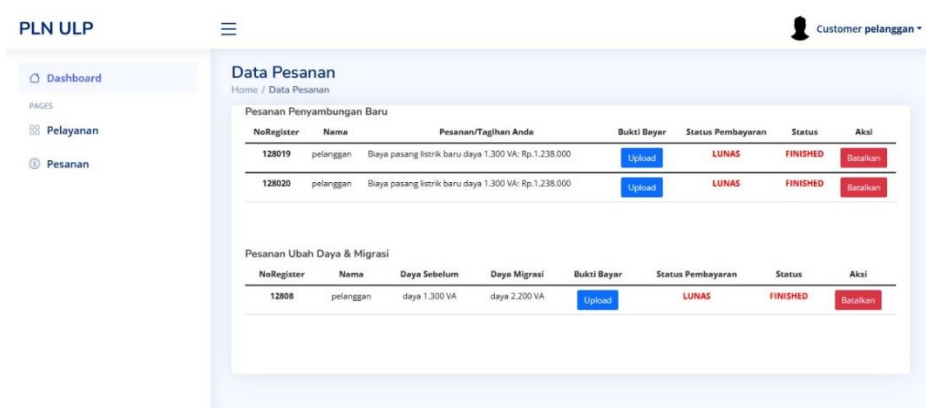 PLN ULP
Customer pelanggan
Dashboard
PAGES
Pelayanan
Pesanan
Data Pesanan
Home / Data Pesanan
Pesanan Penyambungan Baru
NoRegister Nama Pesanan/Tagihan Anda Bukti Bayar Status Pembayaran Status Aksi
128019 pelanggan Biaya pasang listrik baru daya 1.300 VA: Rp.1.238.000 Upload LUNAS FINISHED Batalkan
128020 pelanggan Biaya pasang listrik baru daya 1.300 VA: Rp.1.238.000 Upload LUNAS FINISHED Batalkan
Pesanan Ubah Daya & Migrasi
NoRegister Nama Daya Sebelum Daya Migrasi Bukti Bayar Status Pembayaran Status Aksi
12808 pelanggan daya 1.300 VA daya 2.200 VA Upload LUNAS FINISHED Batalkan